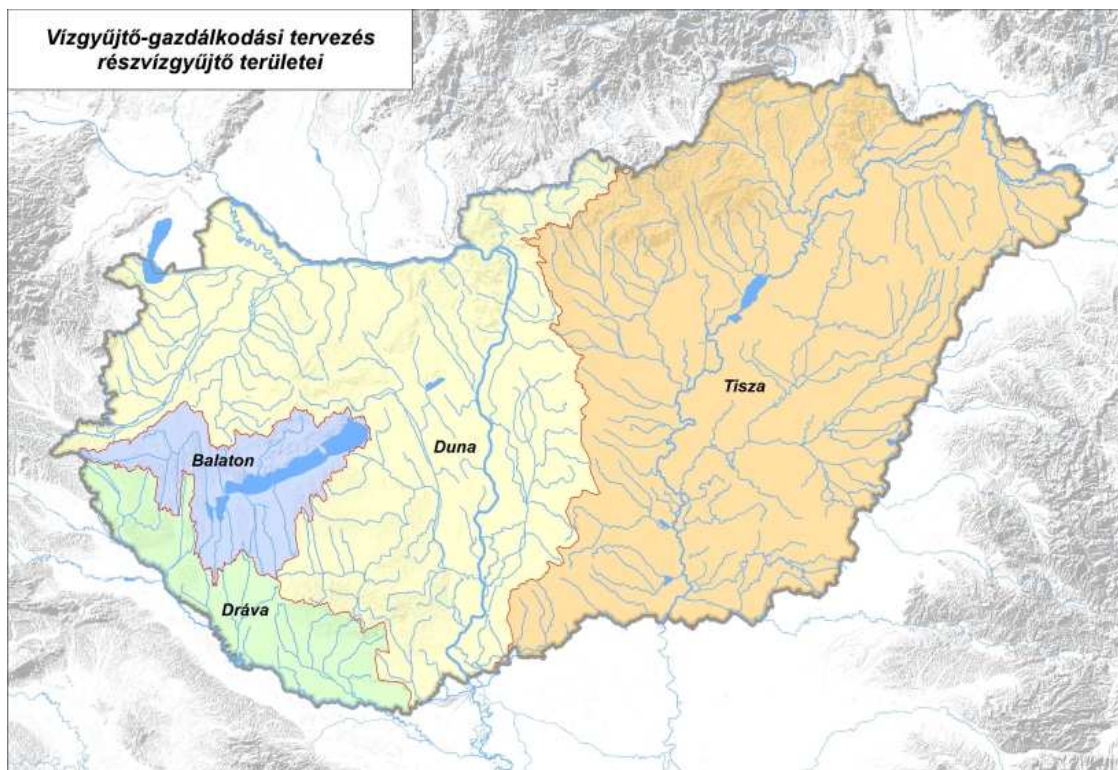 Vízgyűjtő-gazdálkodási tervezés
részvízgyűjtő területei
Tisza
Duna
Balaton
Dráva